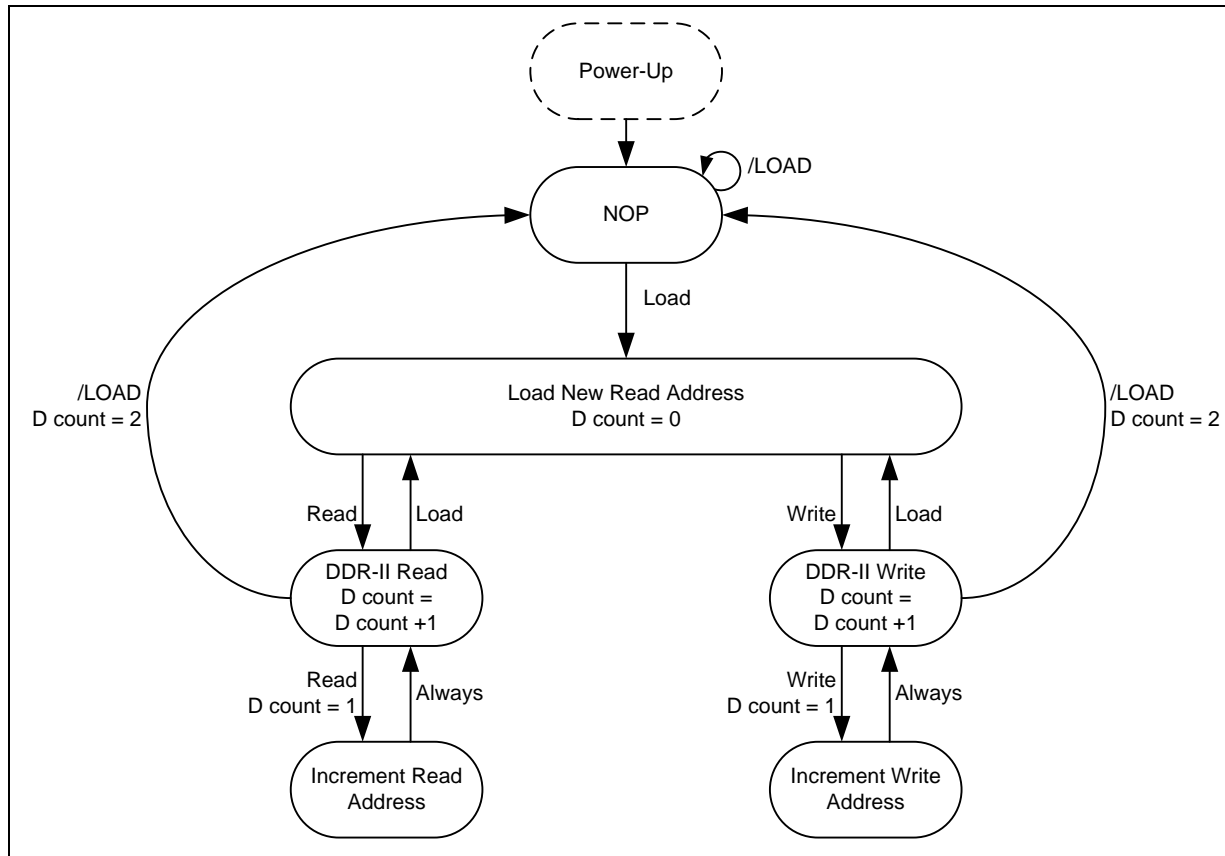 Power-Up
/LOAD
NOP
Load
/LOAD
D count = 2
Load New Read Address
D count = 0
/LOAD
D count = 2
Read
Load
Write
Load
DDR-II Read
D count =
D count +1
DDR-II Write
D count =
D count +1
Read
D count = 1
Always
Write
D count = 1
Always
Increment Read
Address
Increment Write
Address